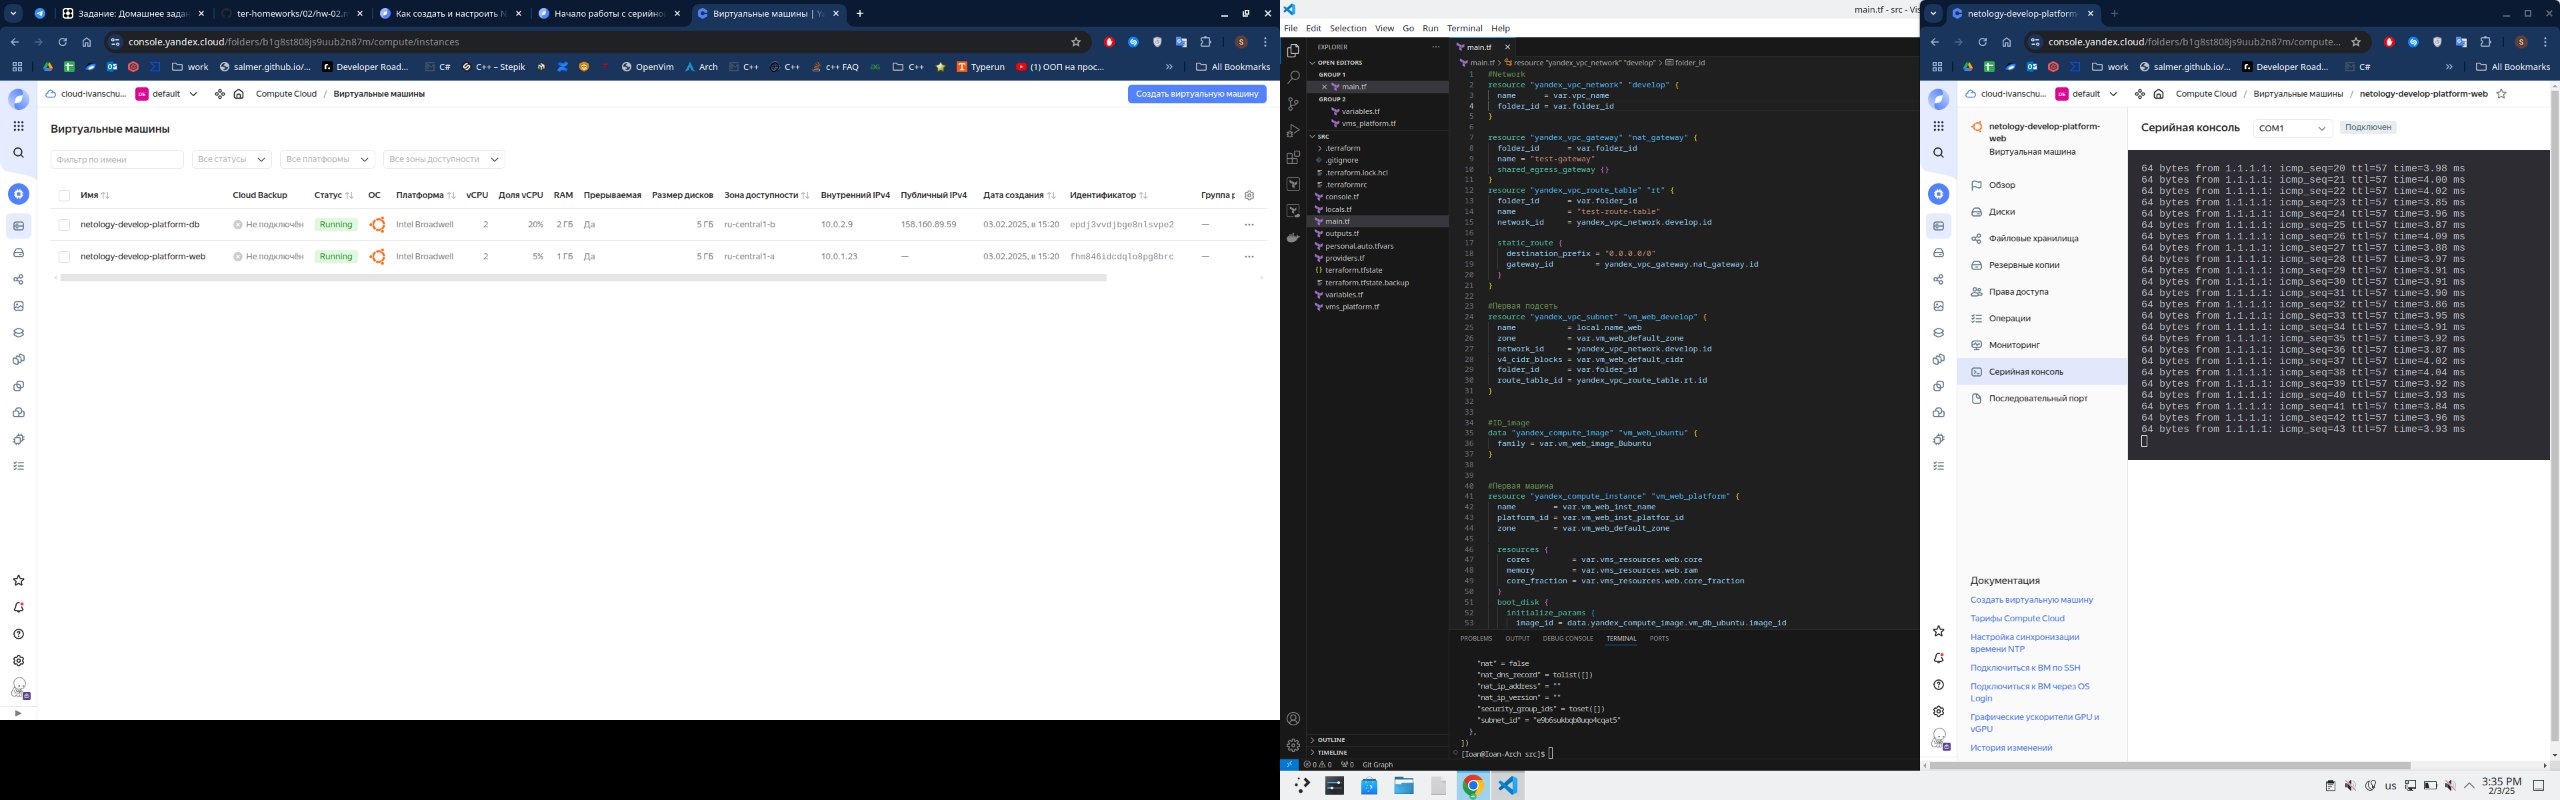 Задание: Домашнее задан
ter-homeworks/02/hw-02.m
Как создать и настроить N
Начало работы с серийно
Виртуальные машины | Y
console.yandex.cloud/folders/b1g8st808js9uub2n87m/compute/instances
work
salmer.github.io/...
Developer Road...
C#
C++ – Stepik
OpenVim
Arch
C++
C++
c++ FAQ
C++
Typerun
(1) ООП на прос...
All Bookmarks
cloud-ivanschu...
default
Compute Cloud / Виртуальные машины
Создать виртуальную машину
Виртуальные машины
Фильтр по имени
Все статусы
Все платформы
Все зоны доступности
Имя Cloud Backup Статус ОС Платформа vCPU Доля vCPU RAM Прерываемая Размер дисков Зона доступности Внутренний IPv4 Публичный IPv4 Дата создания Идентификатор Группа р
netology-develop-platform-db Не подключён Running Intel Broadwell 2 20% 2 ГБ Да 5 ГБ ru-central1-b 10.0.2.9 158.160.89.59 03.02.2025, в 15:20 epdj3vvdjbge8nlsvpe2 —
netology-develop-platform-web Не подключён Running Intel Broadwell 2 5% 1 ГБ Да 5 ГБ ru-central1-a 10.0.1.23 — 03.02.2025, в 15:20 fhm846idcdqlo8pg8brc —
main.tf - src - Vis
File Edit Selection View Go Run Terminal Help
EXPLORER
OPEN EDITORS
GROUP 1
main.tf
GROUP 2
variables.tf
vms_platform.tf
SRC
.terraform
.gitignore
.terraform.lock.hcl
.terraformrc
console.tf
locals.tf
main.tf
outputs.tf
personal.auto.tfvars
providers.tf
terraform.tfstate
terraform.tfstate.backup
variables.tf
vms_platform.tf
OUTLINE
TIMELINE
main.tf
main.tf > resource "yandex_vpc_network" "develop" > folder_id
1 #Network
2 resource "yandex_vpc_network" "develop" {
3 name = var.vpc_name
4 folder_id = var.folder_id
5 }
6
7 resource "yandex_vpc_gateway" "nat_gateway" {
8 folder_id = var.folder_id
9 name = "test-gateway"
10 shared_egress_gateway {}
11 }
12 resource "yandex_vpc_route_table" "rt" {
13 folder_id = var.folder_id
14 name = "test-route-table"
15 network_id = yandex_vpc_network.develop.id
16
17 static_route {
18 destination_prefix = "0.0.0.0/0"
19 gateway_id = yandex_vpc_gateway.nat_gateway.id
20 }
21 }
22
23 #Первая подсеть
24 resource "yandex_vpc_subnet" "vm_web_develop" {
25 name = local.name_web
26 zone = var.vm_web_default_zone
27 network_id = yandex_vpc_network.develop.id
28 v4_cidr_blocks = var.vm_web_default_cidr
29 folder_id = var.folder_id
30 route_table_id = yandex_vpc_route_table.rt.id
31 }
32
33
34 #ID_image
35 data "yandex_compute_image" "vm_web_ubuntu" {
36 family = var.vm_web_image_Bubuntu
37 }
38
39
40 #Первая машина
41 resource "yandex_compute_instance" "vm_web_platform" {
42 name = var.vm_web_inst_name
43 platform_id = var.vm_web_inst_platfor_id
44 zone = var.vm_web_default_zone
45
46 resources {
47 cores = var.vms_resources.web.core
48 memory = var.vms_resources.web.ram
49 core_fraction = var.vms_resources.web.core_fraction
50 }
51 boot_disk {
52 initialize_params {
53 image_id = data.yandex_compute_image.vm_db_ubuntu.image_id
PROBLEMS OUTPUT DEBUG CONSOLE TERMINAL PORTS
"nat" = false
"nat_dns_record" = tolist([])
"nat_ip_address" = ""
"nat_ip_version" = ""
"security_group_ids" = toset([])
"subnet_id" = "e9b6sukbqb0uqo4cqat5"
},
])
[Ioan@Ioan-Arch src]$
0 0 0 Git Graph
netology-develop-platform-
console.yandex.cloud/folders/b1g8st808js9uub2n87m/compute...
work
salmer.github.io/...
Developer Road...
C#
All Bookmarks
cloud-ivanschu...
default
Compute Cloud / Виртуальные машины / netology-develop-platform-web
netology-develop-platform-
web
Виртуальная машина
Обзор
Диски
Файловые хранилища
Резервные копии
Права доступа
Операции
Мониторинг
Серийная консоль
Последовательный порт
Документация
Создать виртуальную машину
Тарифы Compute Cloud
Настройка синхронизации
времени NTP
Подключиться к ВМ по SSH
Подключиться к ВМ через OS
Login
Графические ускорители GPU и
vGPU
История изменений
Серийная консоль
COM1
Подключен
64 bytes from 1.1.1.1: icmp_seq=20 ttl=57 time=3.98 ms
64 bytes from 1.1.1.1: icmp_seq=21 ttl=57 time=4.00 ms
64 bytes from 1.1.1.1: icmp_seq=22 ttl=57 time=4.02 ms
64 bytes from 1.1.1.1: icmp_seq=23 ttl=57 time=3.85 ms
64 bytes from 1.1.1.1: icmp_seq=24 ttl=57 time=3.96 ms
64 bytes from 1.1.1.1: icmp_seq=25 ttl=57 time=3.87 ms
64 bytes from 1.1.1.1: icmp_seq=26 ttl=57 time=4.09 ms
64 bytes from 1.1.1.1: icmp_seq=27 ttl=57 time=3.88 ms
64 bytes from 1.1.1.1: icmp_seq=28 ttl=57 time=3.97 ms
64 bytes from 1.1.1.1: icmp_seq=29 ttl=57 time=3.91 ms
64 bytes from 1.1.1.1: icmp_seq=30 ttl=57 time=3.91 ms
64 bytes from 1.1.1.1: icmp_seq=31 ttl=57 time=3.90 ms
64 bytes from 1.1.1.1: icmp_seq=32 ttl=57 time=3.86 ms
64 bytes from 1.1.1.1: icmp_seq=33 ttl=57 time=3.95 ms
64 bytes from 1.1.1.1: icmp_seq=34 ttl=57 time=3.91 ms
64 bytes from 1.1.1.1: icmp_seq=35 ttl=57 time=3.92 ms
64 bytes from 1.1.1.1: icmp_seq=36 ttl=57 time=3.87 ms
64 bytes from 1.1.1.1: icmp_seq=37 ttl=57 time=4.02 ms
64 bytes from 1.1.1.1: icmp_seq=38 ttl=57 time=4.04 ms
64 bytes from 1.1.1.1: icmp_seq=39 ttl=57 time=3.92 ms
64 bytes from 1.1.1.1: icmp_seq=40 ttl=57 time=3.93 ms
64 bytes from 1.1.1.1: icmp_seq=41 ttl=57 time=3.84 ms
64 bytes from 1.1.1.1: icmp_seq=42 ttl=57 time=3.96 ms
64 bytes from 1.1.1.1: icmp_seq=43 ttl=57 time=3.93 ms
us
3:35 PM
2/3/25